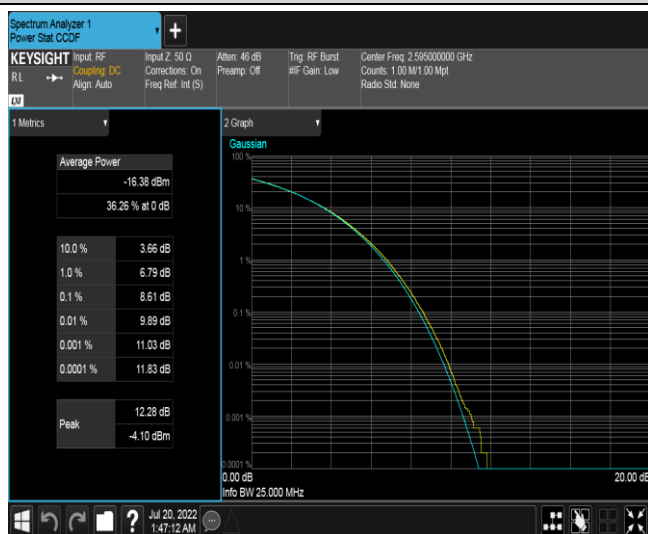 Spectrum Analyzer 1
Power Stat CCDF
+
KEYSIGHT
RL
LXI
Input: RF
Coupling: DC
Align: Auto
Input Z: 50 Ω
Corrections: On
Freq Ref: Int (S)
Atten: 46 dB
Preamp: Off
Trig: RF Burst
#IF Gain: Low
Center Freq: 2.595000000 GHz
Counts: 1.00 M/1.00 Mpt
Radio Std: None
1 Metrics
Average Power
-16.38 dBm
36.26 % at 0 dB
10.0 % 3.66 dB
1.0 % 6.79 dB
0.1 % 8.61 dB
0.01 % 9.89 dB
0.001 % 11.03 dB
0.0001 % 11.83 dB
Peak
12.28 dB
-4.10 dBm
2 Graph
Gaussian
100 %
10 %
1 %
0.1 %
0.01 %
0.001 %
0.0001 %
0.00 dB
20.00 dB
Info BW 25.000 MHz
?
Jul 20, 2022
1:47:12 AM